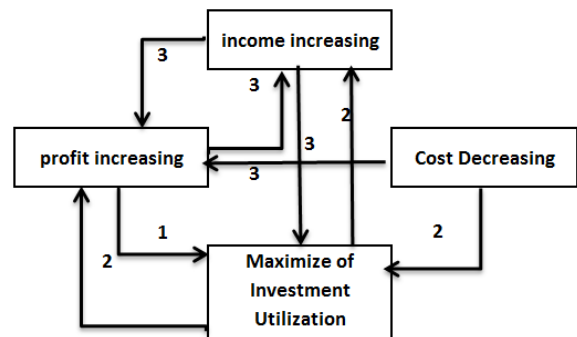 income increasing
3
3
2
profit increasing
3
3
Cost Decreasing
1
2
2
Maximize of
Investment
Utilization